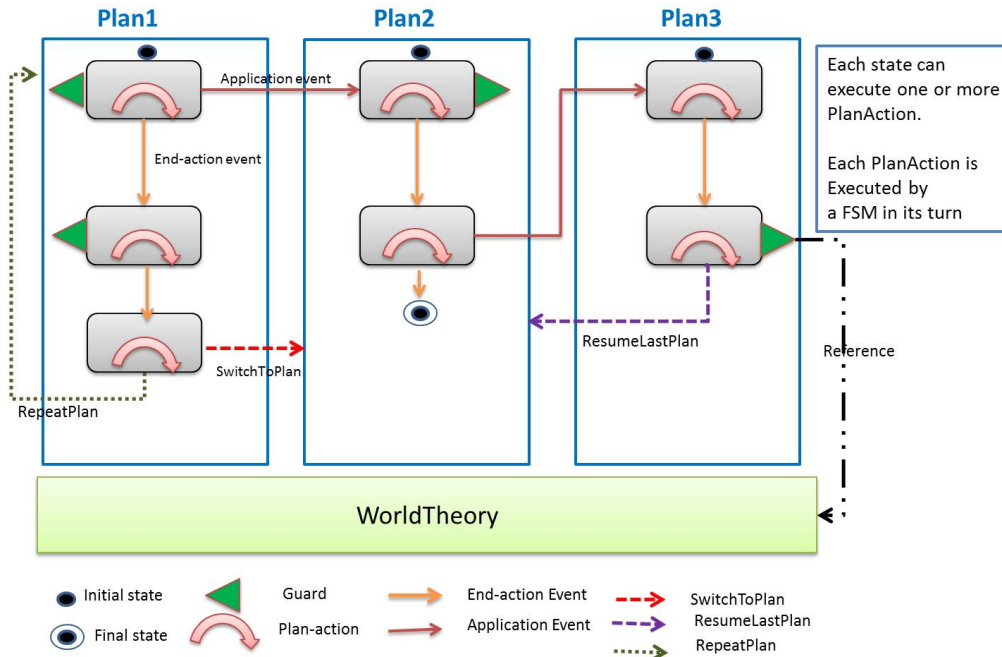 Plan1
Plan2
Plan3
Application event
End-action event
Each state can
execute one or more
PlanAction.
Each PlanAction is
Executed by
a FSM in its turn
ResumeLastPlan
Reference
SwitchToPlan
RepeatPlan
WorldTheory
Initial state
Guard
End-action Event
SwitchToPlan
Final state
Plan-action
Application Event
ResumeLastPlan
RepeatPlan